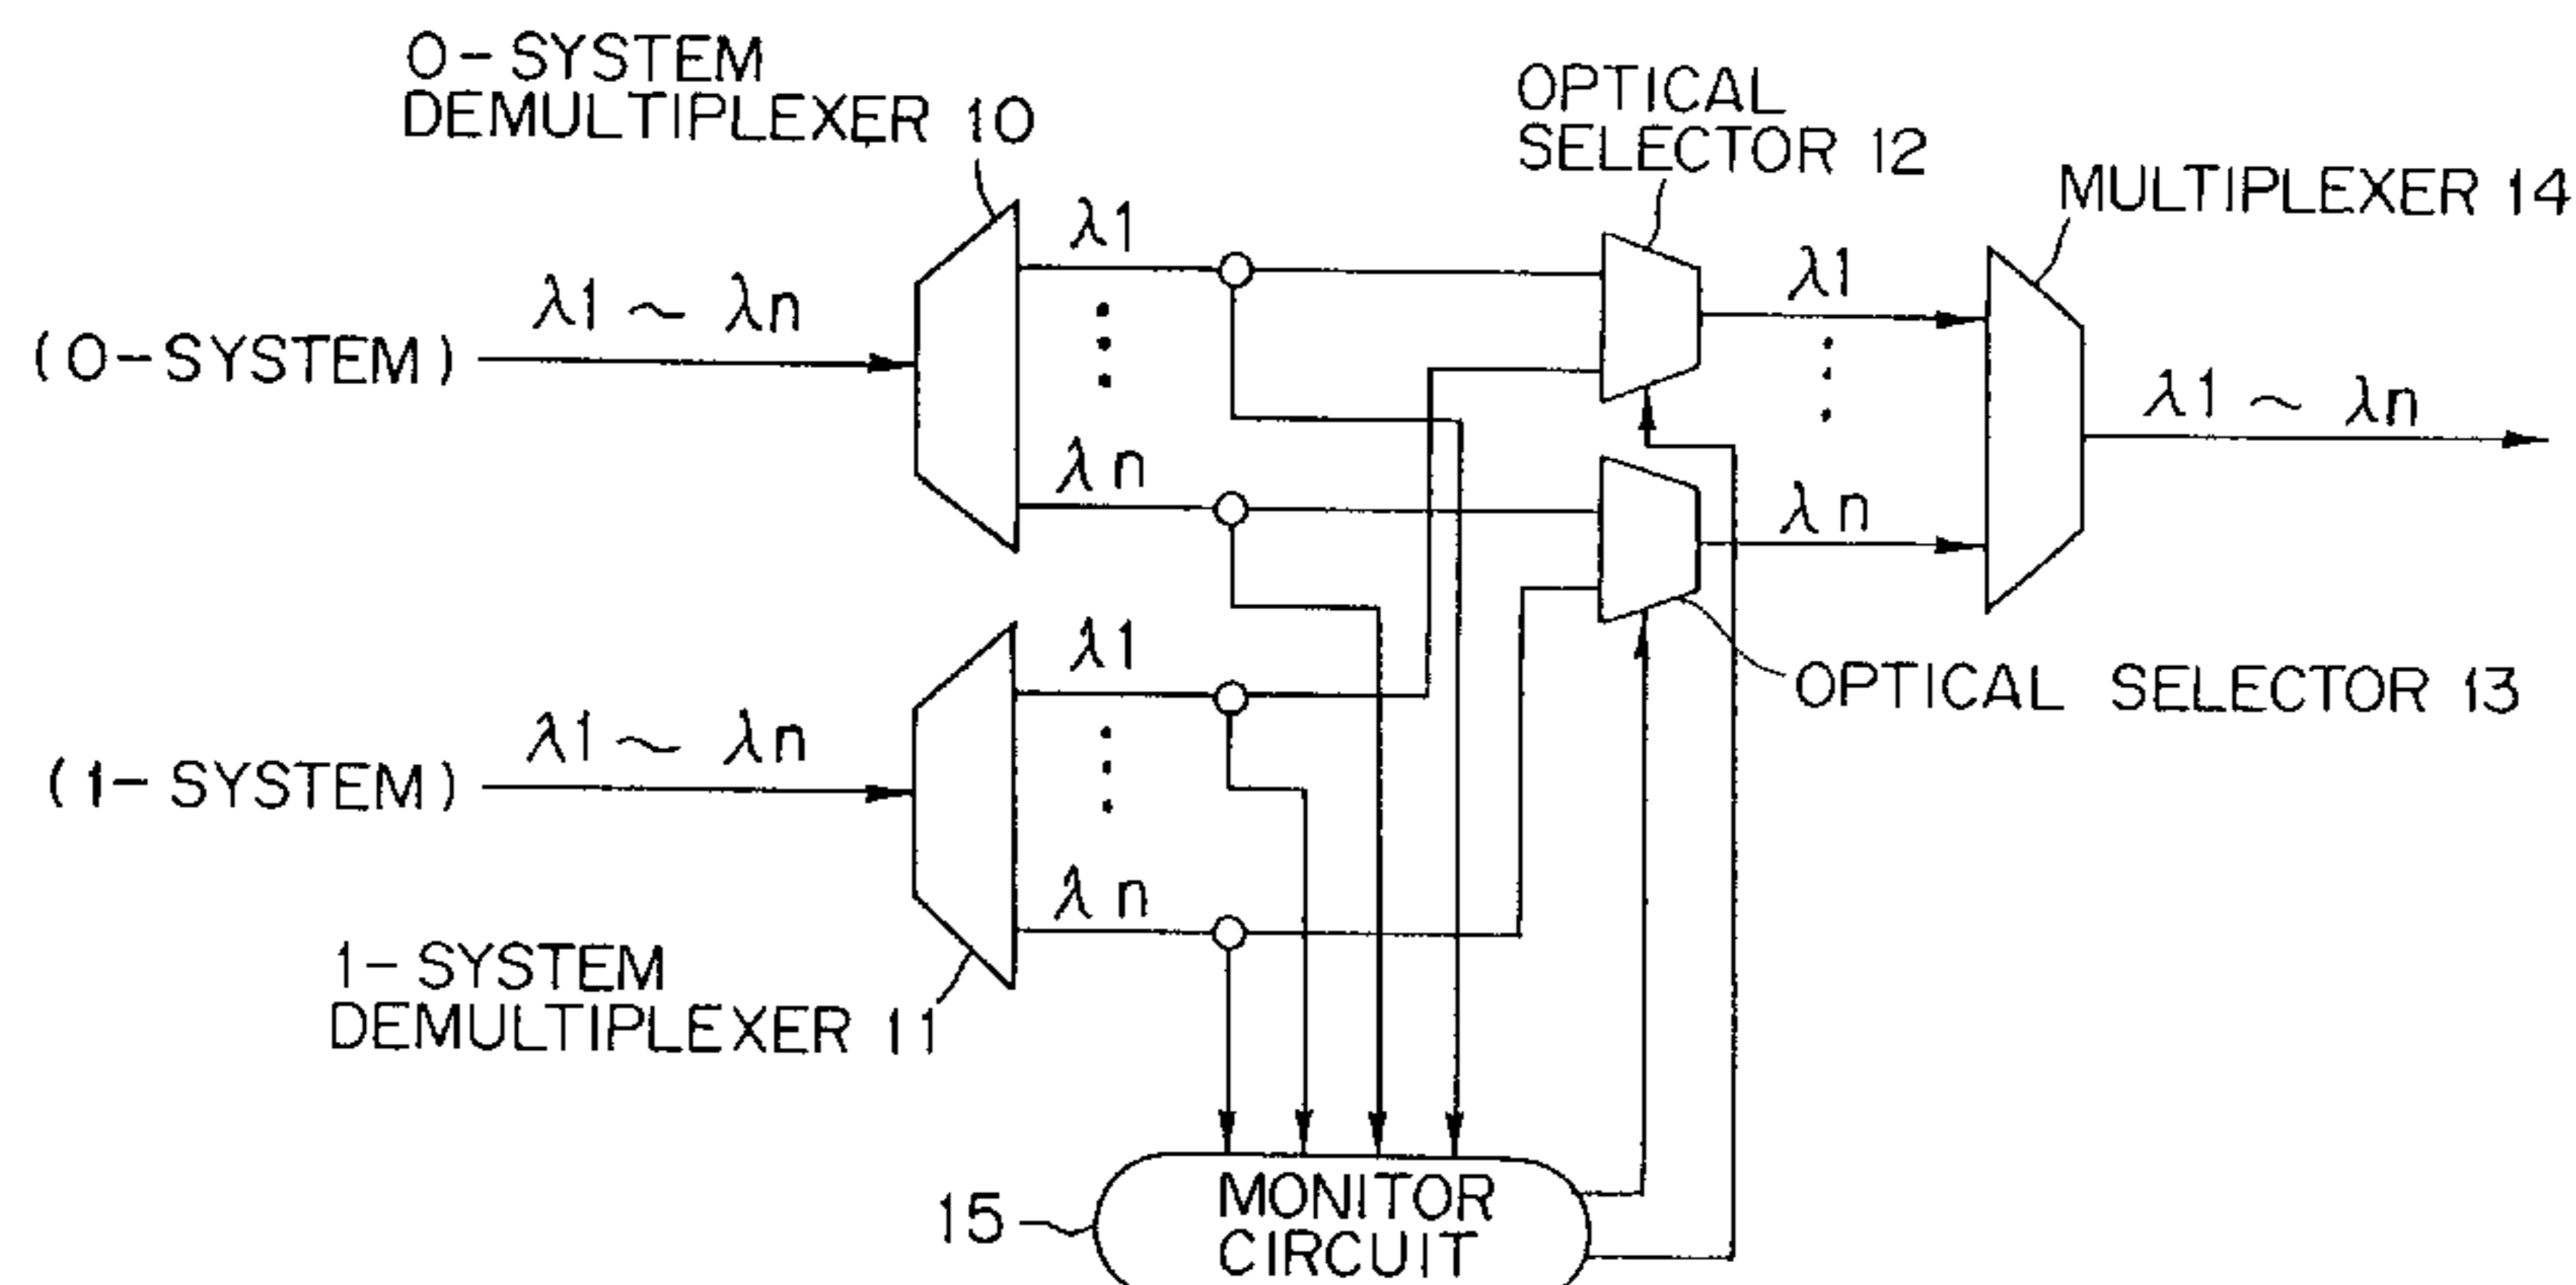 0-SYSTEM
DEMULTIPLEXER 10
OPTICAL
SELECTOR 12
MULTIPLEXER 14
λ1
λ1 ~ λn
(0-SYSTEM)
λn
λ1
λn
λ1 ~ λn
λ1
λ1 ~ λn
(1-SYSTEM)
λn
OPTICAL SELECTOR 13
1-SYSTEM
DEMULTIPLEXER 11
15
MONITOR
CIRCUIT